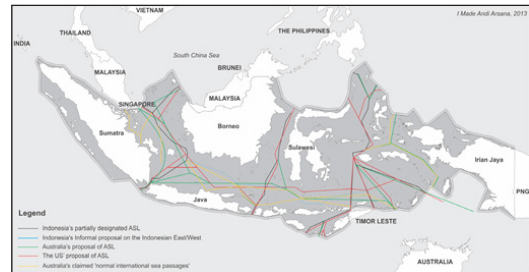 I Made Andi Arsana, 2013
VIETNAM
THAILAND
THE PHILIPPINES
INDIA
South China Sea
BRUNEI
MALAYSIA
MALAYSIA
SINGAPORE
Sumatra
Borneo
Sulawesi
Irian Jaya
PNG
Java
TIMOR LESTE
AUSTRALIA
Legend
Indonesia's partially designated ASL
Indonesia's Informal proposal on the Indonesian East/West
Australia's proposal of ASL
The US' proposal of ASL
Australia's claimed 'normal international sea passages'